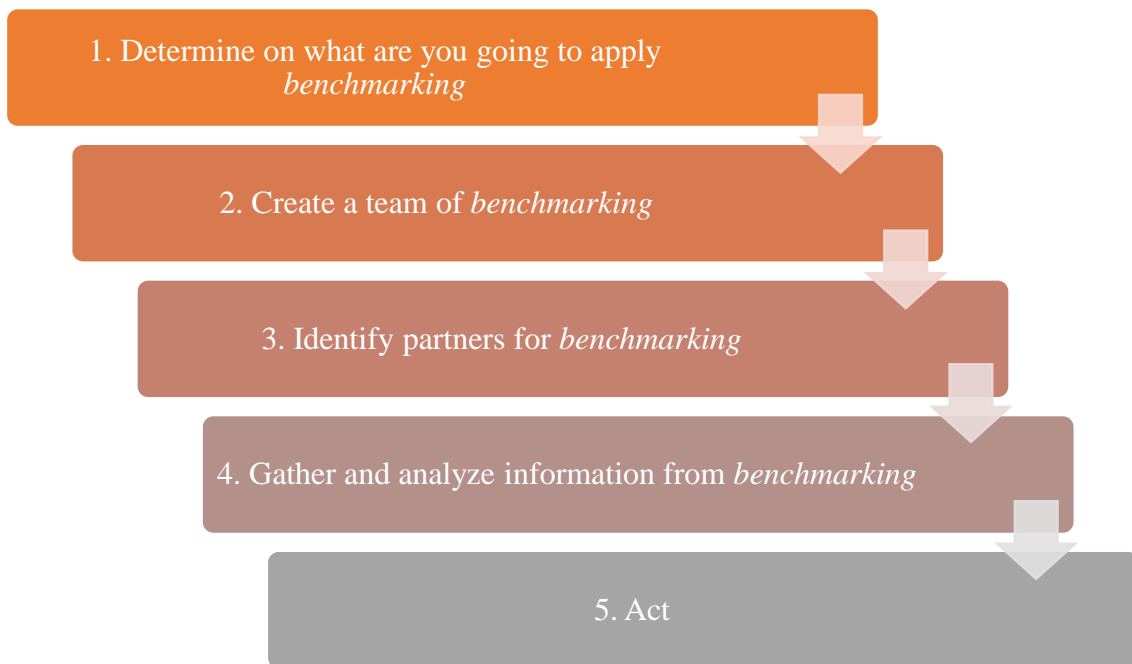 1. Determine on what are you going to apply
benchmarking
2. Create a team of benchmarking
3. Identify partners for benchmarking
4. Gather and analyze information from benchmarking
5. Act